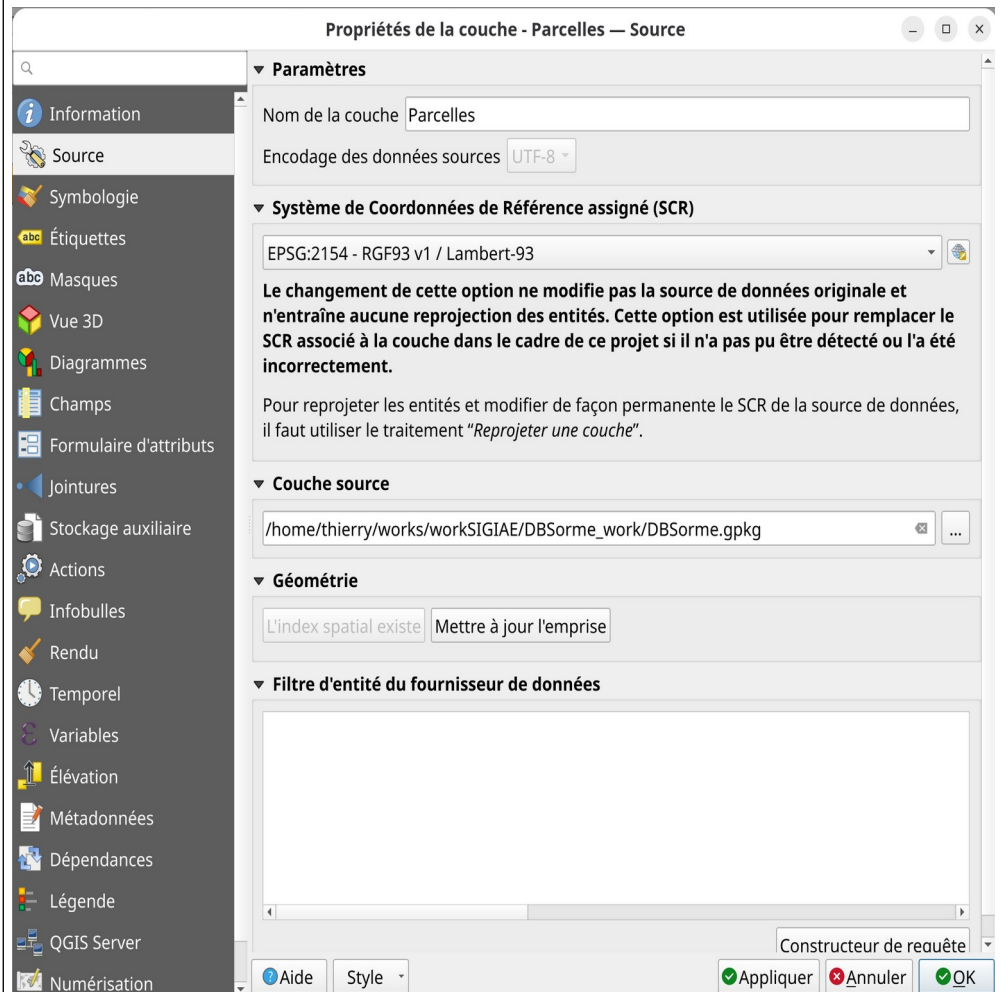 Propriétés de la couche - Parcelles — Source
Information
Source
Symbologie
abc Étiquettes
abc Masques
Vue 3D
Diagrammes
Champs
Formulaire d'attributs
Jointures
Stockage auxiliaire
Actions
Infobulles
Rendu
Temporel
Variables
Élévation
Métadonnées
Dépendances
Légende
QGIS Server
Numérisation
Paramètres
Nom de la couche Parcelles
Encodage des données sources UTF-8
Système de Coordonnées de Référence assigné (SCR)
EPSG:2154 - RGF93 v1 / Lambert-93
Le changement de cette option ne modifie pas la source de données originale et
n'entraîne aucune reprojection des entités. Cette option est utilisée pour remplacer le
SCR associé à la couche dans le cadre de ce projet si il n'a pas pu être détecté ou l'a été
incorrectement.
Pour reprojeter les entités et modifier de façon permanente le SCR de la source de données,
il faut utiliser le traitement “Reprojeter une couche”.
Couche source
/home/thierry/works/workSIGIAE/DBSorme_work/DBSorme.gpkg ...
Géométrie
L'index spatial existe Mettre à jour l'emprise
Filtre d'entité du fournisseur de données
Constructeur de requête
Aide Style Appliquer Annuler OK